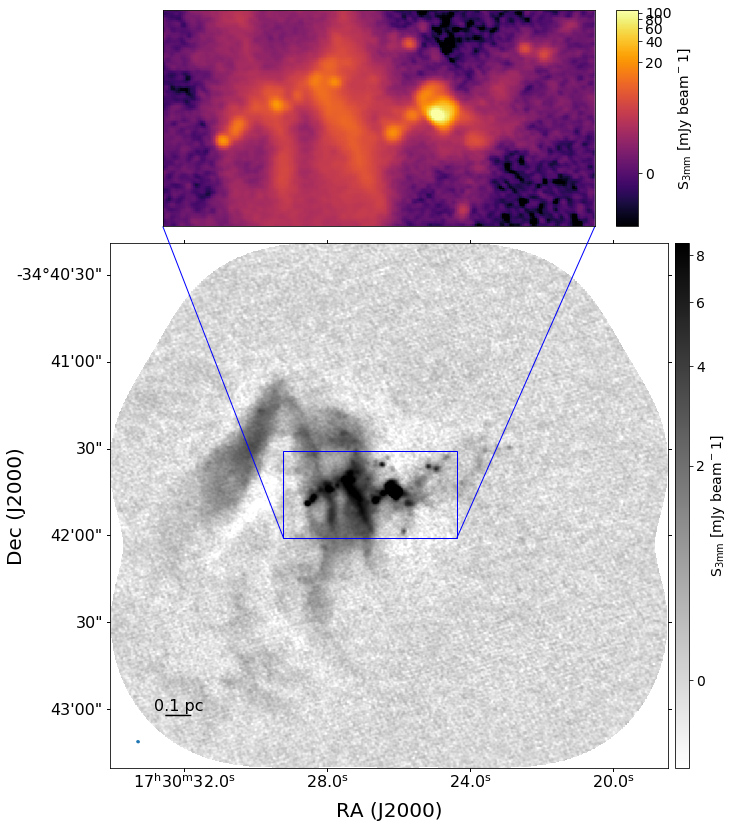 100
80
60
40
20
0
S3mm [mJy beam⁻ 1]
-34°40'30"
41'00"
30"
42'00"
30"
43'00"
8
6
4
2
0
S3mm [mJy beam⁻ 1]
0.1 pc
17ʰ30ᵐ32.0ˢ
28.0ˢ
24.0ˢ
20.0ˢ
Dec (J2000)
RA (J2000)